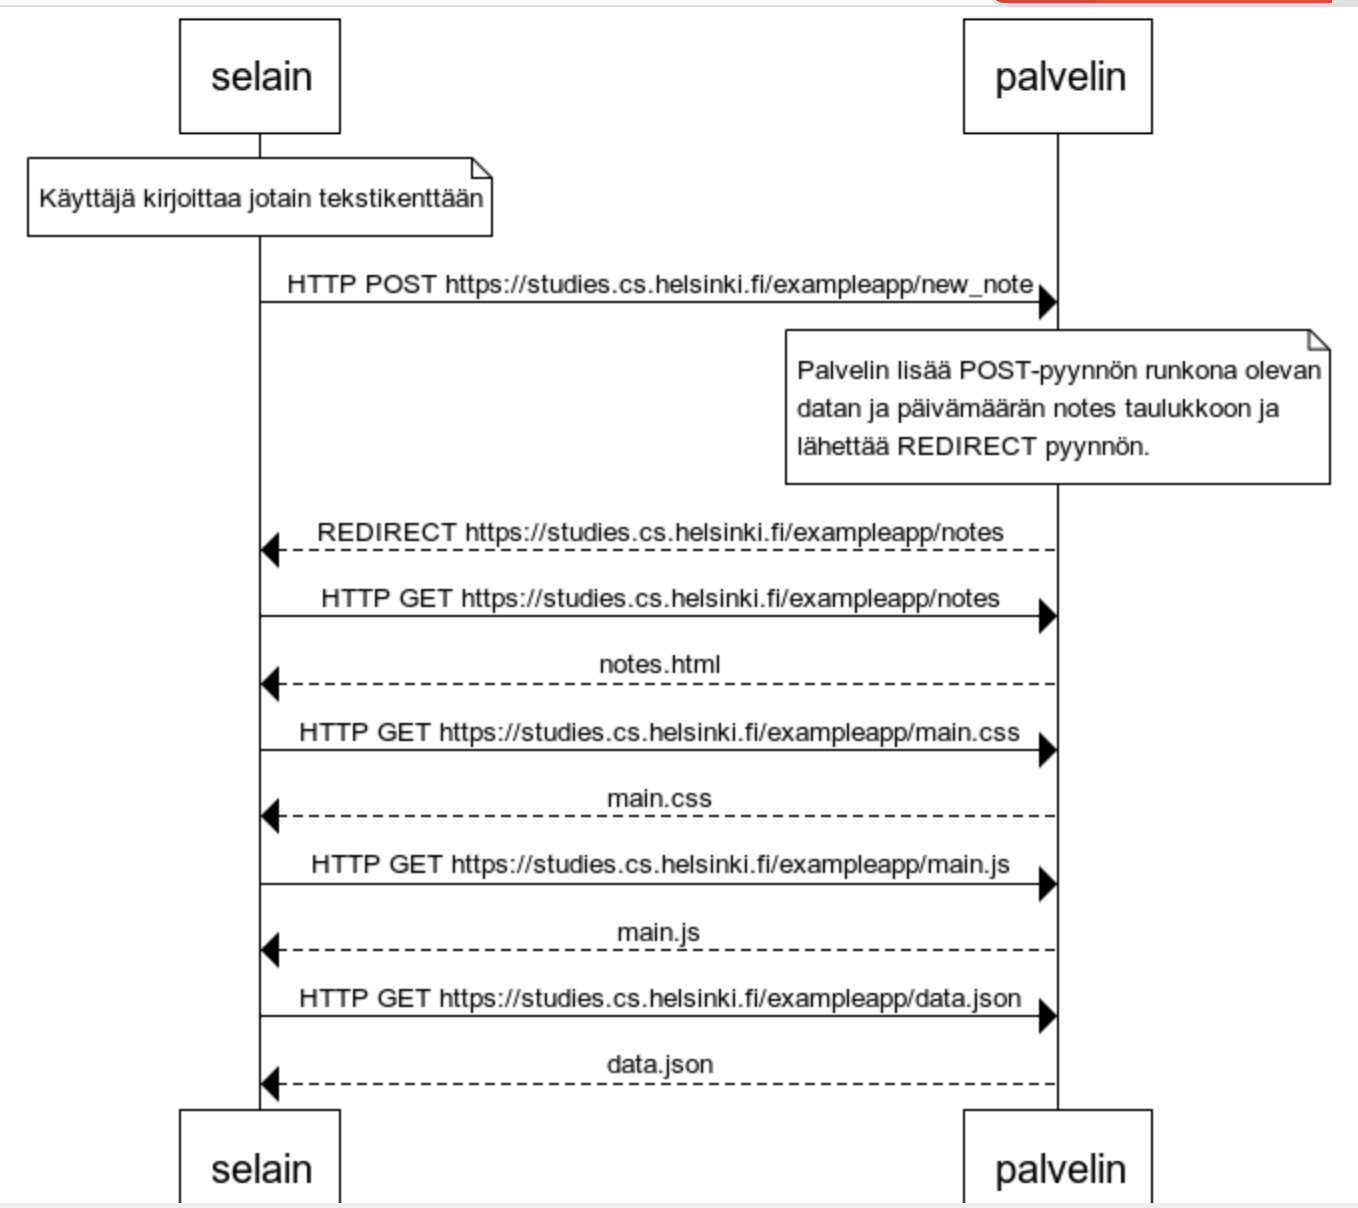 selain
palvelin
Käyttäjä kirjoittaa jotain tekstikenttään
HTTP POST https://studies.cs.helsinki.fi/exampleapp/new_note
Palvelin lisää POST-pyynnön runkona olevan
datan ja päivämäärän notes taulukkoon ja
lähettää REDIRECT pyynnön.
REDIRECT https://studies.cs.helsinki.fi/exampleapp/notes
HTTP GET https://studies.cs.helsinki.fi/exampleapp/notes
notes.html
HTTP GET https://studies.cs.helsinki.fi/exampleapp/main.css
main.css
HTTP GET https://studies.cs.helsinki.fi/exampleapp/main.js
main.js
HTTP GET https://studies.cs.helsinki.fi/exampleapp/data.json
data.json
selain
palvelin